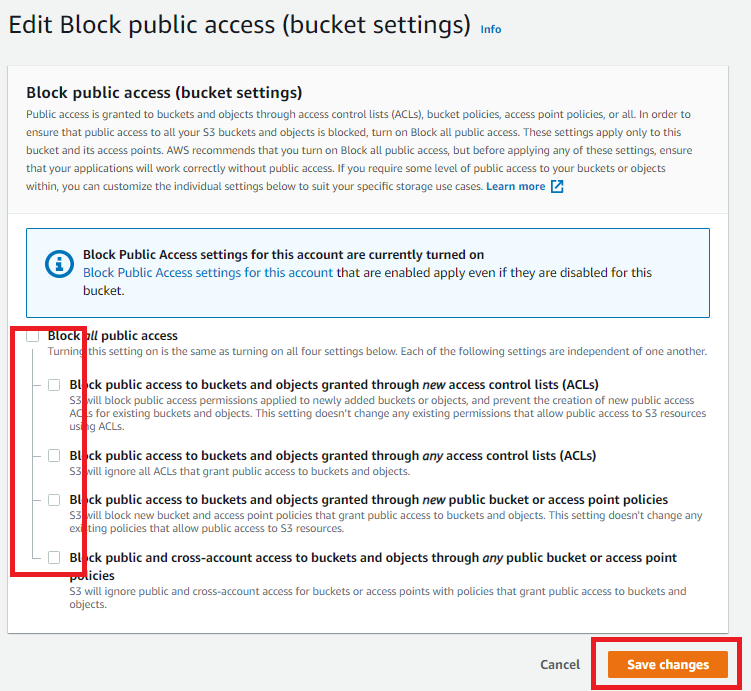 Edit Block public access (bucket settings) Info
Block public access (bucket settings)
Public access is granted to buckets and objects through access control lists (ACLs), bucket policies, access point policies, or all. In order to
ensure that public access to all your S3 buckets and objects is blocked, turn on Block all public access. These settings apply only to this
bucket and its access points. AWS recommends that you turn on Block all public access, but before applying any of these settings, ensure
that your applications will work correctly without public access. If you require some level of public access to your buckets or objects
within, you can customize the individual settings below to suit your specific storage use cases. Learn more
Block Public Access settings for this account are currently turned on
Block Public Access settings for this account that are enabled apply even if they are disabled for this
bucket.
Block all public access
Turning this setting on is the same as turning on all four settings below. Each of the following settings are independent of one another.
Block public access to buckets and objects granted through new access control lists (ACLs)
S3 will block public access permissions applied to newly added buckets or objects, and prevent the creation of new public access
ACLs for existing buckets and objects. This setting doesn't change any existing permissions that allow public access to S3 resources
using ACLs.
Block public access to buckets and objects granted through any access control lists (ACLs)
S3 will ignore all ACLs that grant public access to buckets and objects.
Block public access to buckets and objects granted through new public bucket or access point policies
S3 will block new bucket and access point policies that grant public access to buckets and objects. This setting doesn't change any
existing policies that allow public access to S3 resources.
Block public and cross-account access to buckets and objects through any public bucket or access point
policies
S3 will ignore public and cross-account access for buckets or access points with policies that grant public access to buckets and
objects.
Cancel Save changes